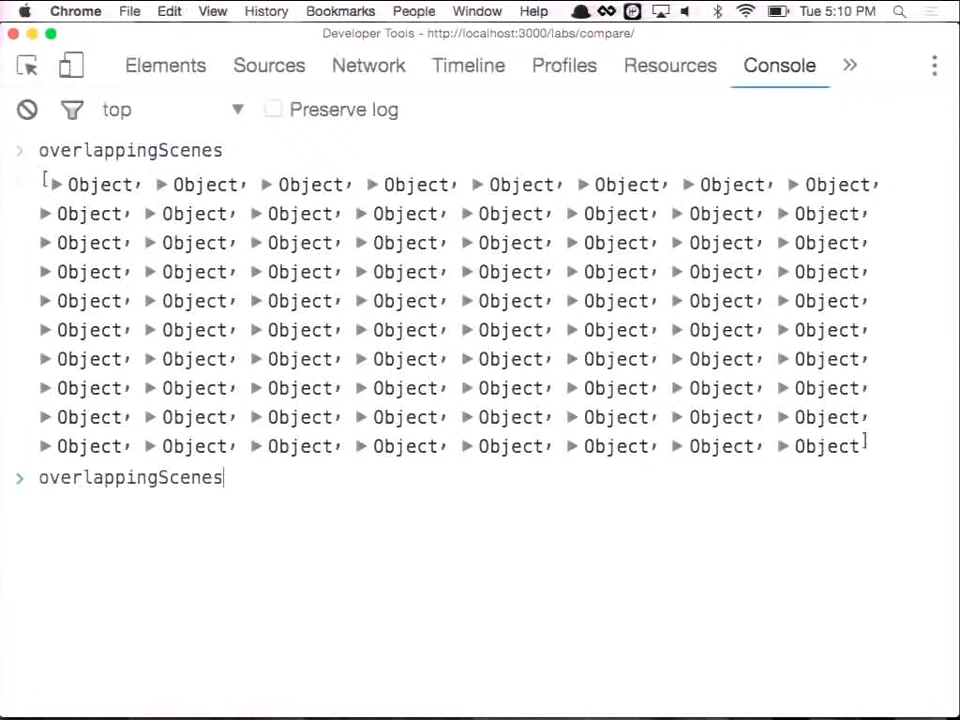 Chrome File Edit View History Bookmarks People Window Help Tue 5:10 PM
Developer Tools - http://localhost:3000/labs/compare/
Elements Sources Network Timeline Profiles Resources Console »
top Preserve log
> overlappingScenes
[▶Object, ▶Object, ▶Object, ▶Object, ▶Object, ▶Object, ▶Object, ▶Object,
▶Object, ▶Object, ▶Object, ▶Object, ▶Object, ▶Object, ▶Object, ▶Object,
▶Object, ▶Object, ▶Object, ▶Object, ▶Object, ▶Object, ▶Object, ▶Object,
▶Object, ▶Object, ▶Object, ▶Object, ▶Object, ▶Object, ▶Object, ▶Object,
▶Object, ▶Object, ▶Object, ▶Object, ▶Object, ▶Object, ▶Object, ▶Object,
▶Object, ▶Object, ▶Object, ▶Object, ▶Object, ▶Object, ▶Object, ▶Object,
▶Object, ▶Object, ▶Object, ▶Object, ▶Object, ▶Object, ▶Object, ▶Object,
▶Object, ▶Object, ▶Object, ▶Object, ▶Object, ▶Object, ▶Object, ▶Object,
▶Object, ▶Object, ▶Object, ▶Object, ▶Object, ▶Object, ▶Object, ▶Object,
▶Object, ▶Object, ▶Object, ▶Object, ▶Object, ▶Object, ▶Object, ▶Object]
> overlappingScenes